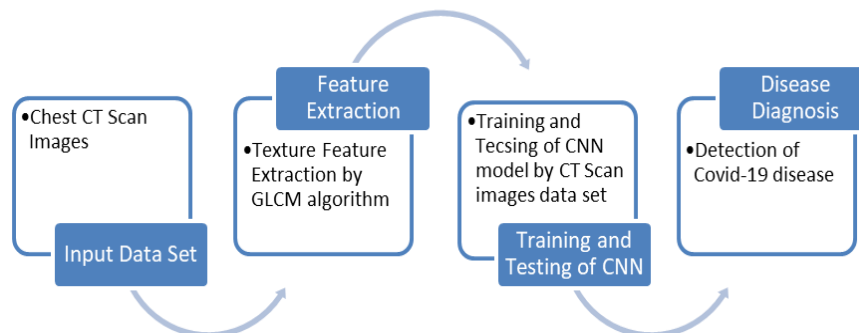 •Chest CT Scan
Images
Input Data Set
Feature
Extraction
•Texture Feature
Extraction by
GLCM algorithm
•Training and
Tecsing of CNN
model by CT Scan
images data set
Training and
Testing of CNN
Disease
Diagnosis
•Detection of
Covid-19 disease